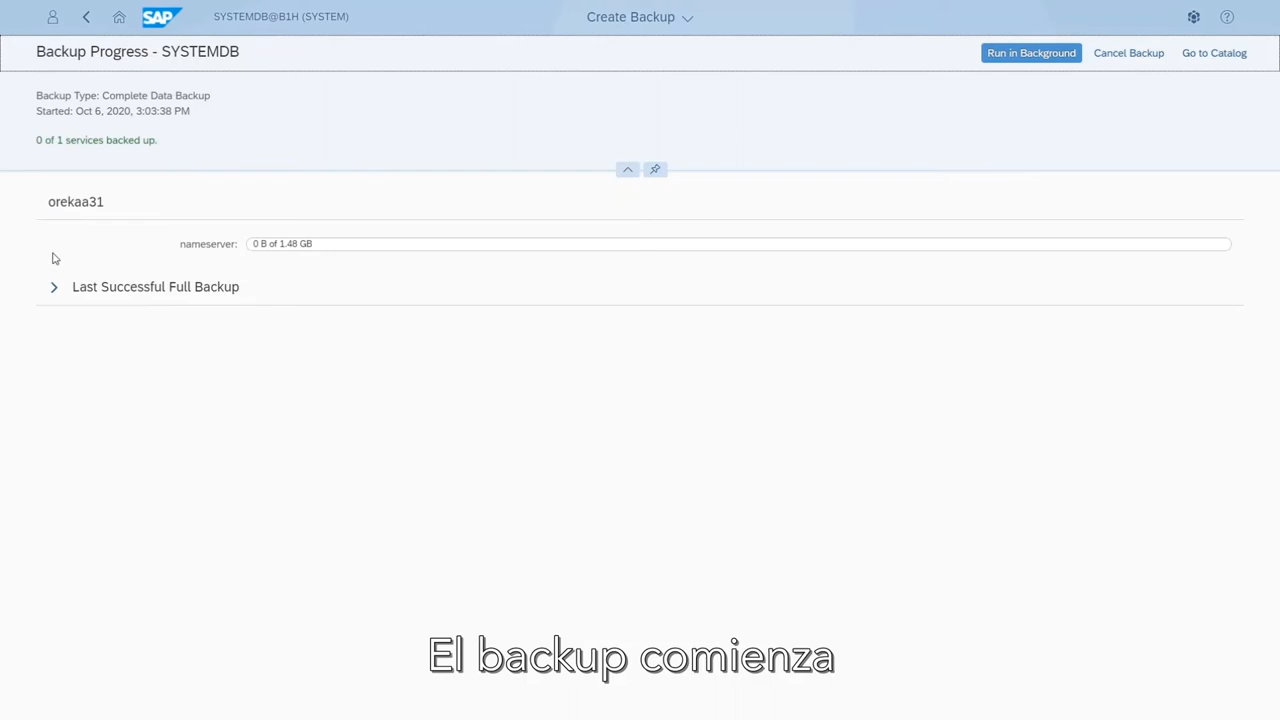 SAP SYSTEMDB@B1H (SYSTEM) Create Backup
Backup Progress - SYSTEMDB Run in Background Cancel Backup Go to Catalog
Backup Type: Complete Data Backup
Started: Oct 6, 2020, 3:03:38 PM
0 of 1 services backed up.
orekaa31
nameserver: 0 B of 1.48 GB
Last Successful Full Backup
El backup comienza